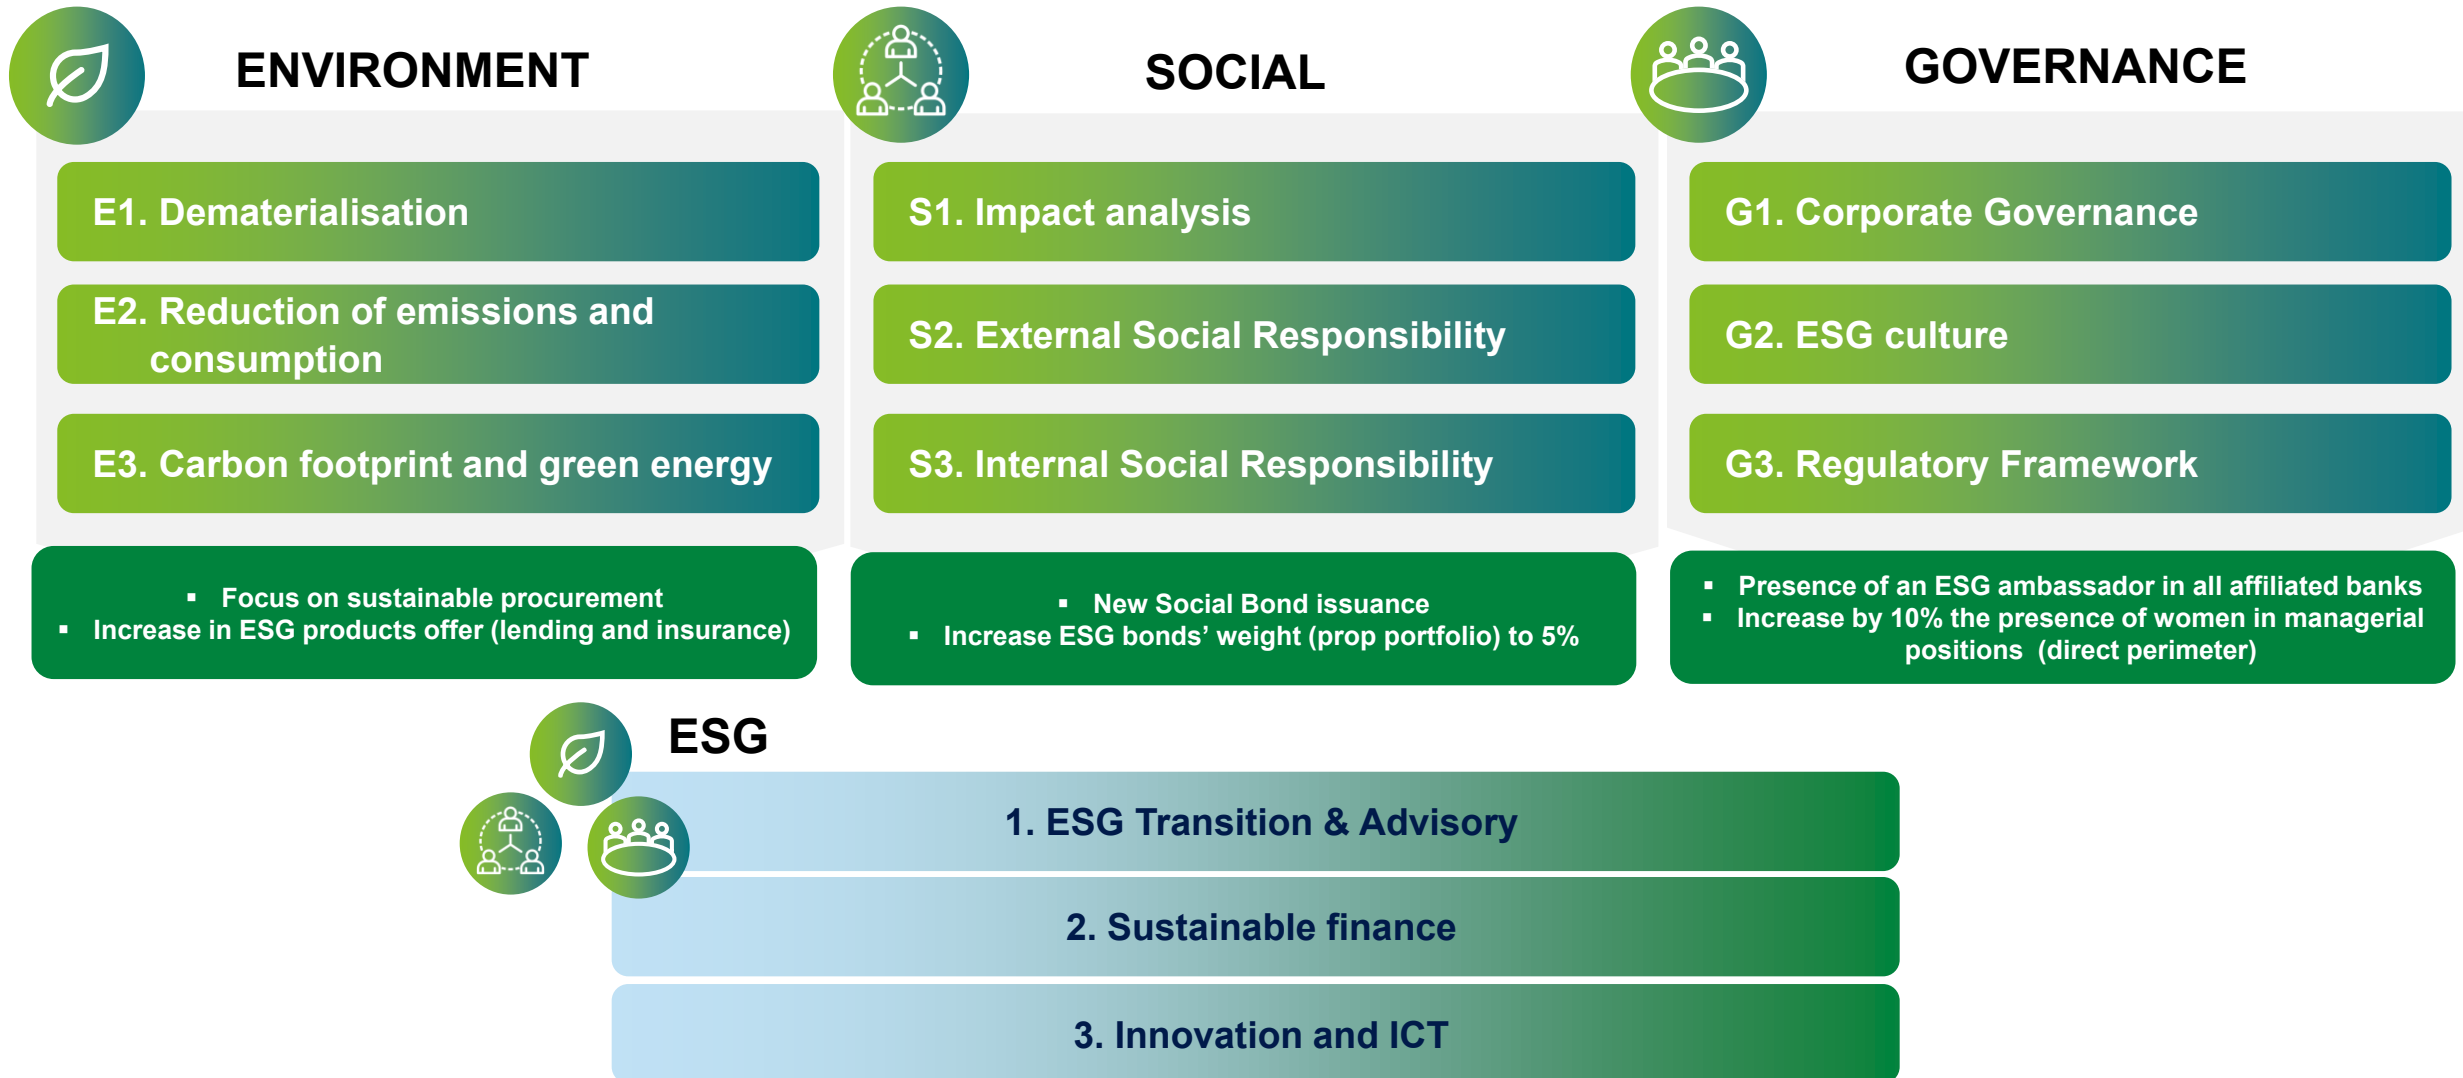 ENVIRONMENT
E1. Dematerialisation
E2. Reduction of emissions and
consumption
E3. Carbon footprint and green energy
▪ Focus on sustainable procurement
▪ Increase in ESG products offer (lending and insurance)
SOCIAL
S1. Impact analysis
S2. External Social Responsibility
S3. Internal Social Responsibility
▪ New Social Bond issuance
▪ Increase ESG bonds’ weight (prop portfolio) to 5%
GOVERNANCE
G1. Corporate Governance
G2. ESG culture
G3. Regulatory Framework
▪ Presence of an ESG ambassador in all affiliated banks
▪ Increase by 10% the presence of women in managerial
positions (direct perimeter)
ESG
1. ESG Transition & Advisory
2. Sustainable finance
3. Innovation and ICT